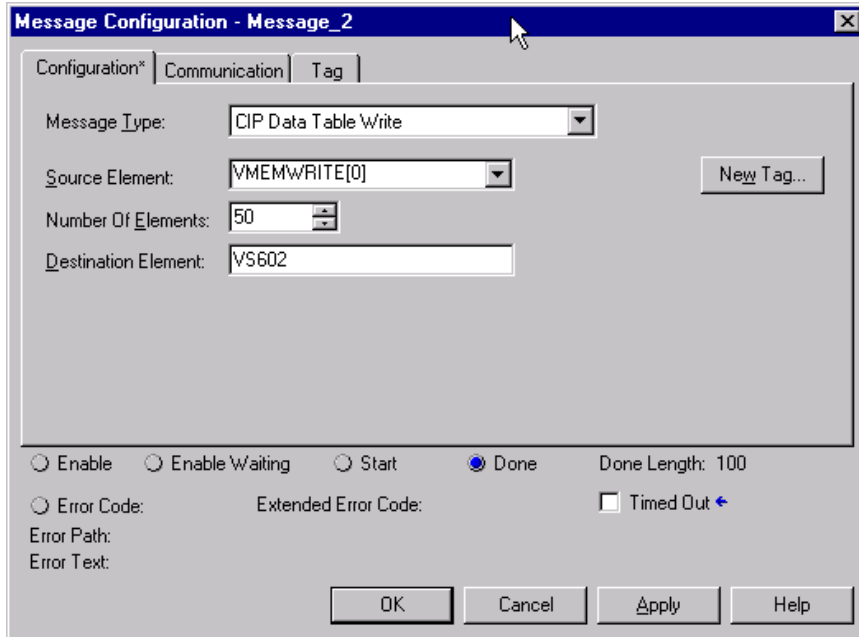 Message Configuration - Message_2
Configuration* Communication Tag
Message Type: CIP Data Table Write
Source Element: VMEMWRITE[0] New Tag...
Number Of Elements: 50
Destination Element: VS602
Enable Enable Waiting Start Done Done Length: 100
Error Code: Extended Error Code: Timed Out
Error Path:
Error Text:
OK Cancel Apply Help